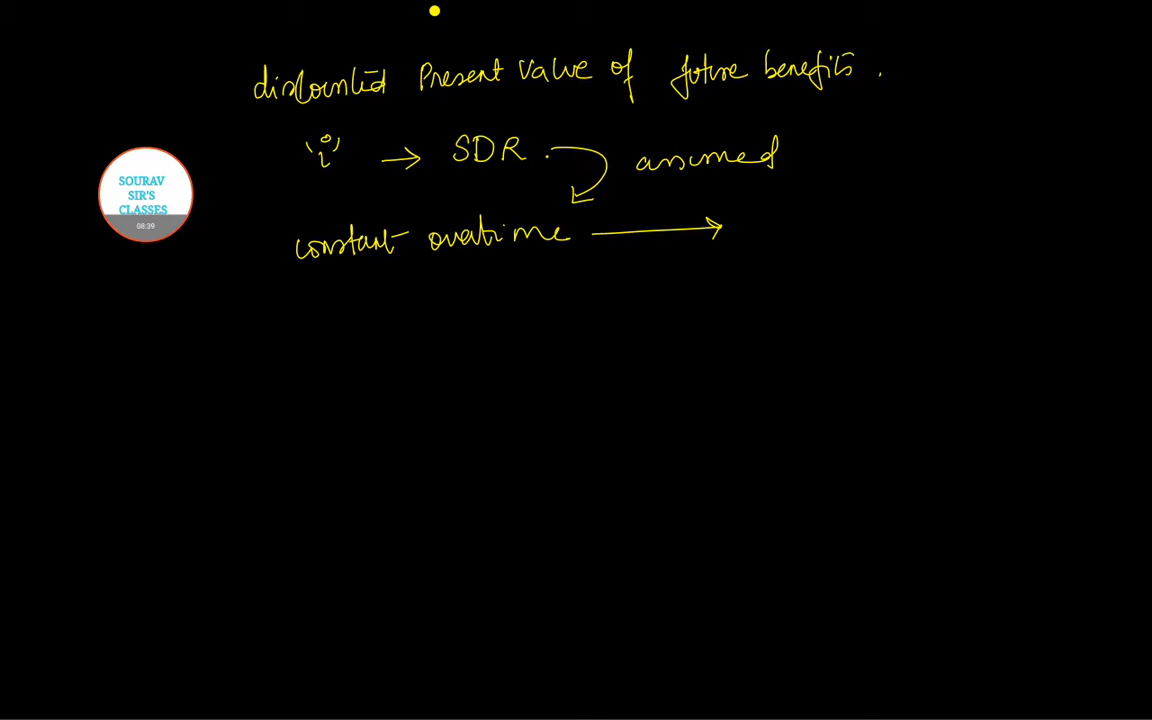 discounted Present Value of future benefits.
'i' → SDR. assumed
SOURAV
SIR'S
CLASSES
08:39
constant overtime →